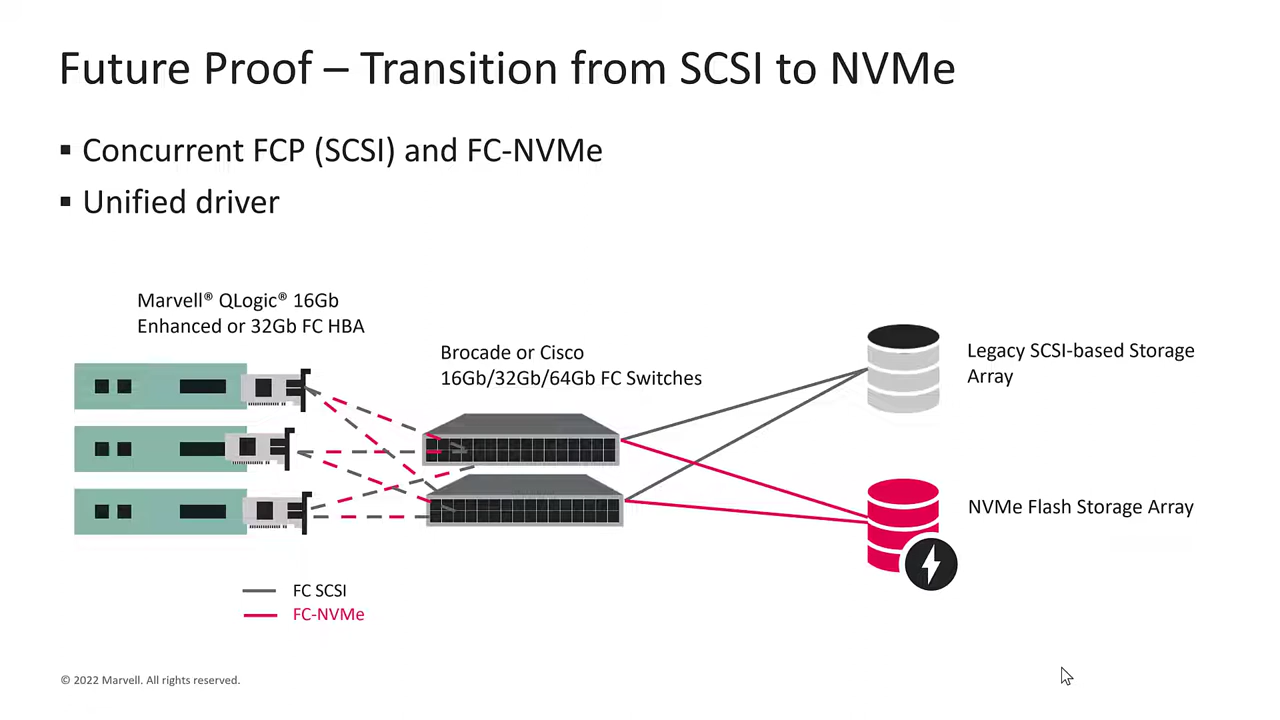 Future Proof – Transition from SCSI to NVMe
▪ Concurrent FCP (SCSI) and FC-NVMe
▪ Unified driver
Marvell® QLogic® 16Gb
Enhanced or 32Gb FC HBA
Brocade or Cisco
16Gb/32Gb/64Gb FC Switches
Legacy SCSI-based Storage
Array
NVMe Flash Storage Array
FC SCSI
FC-NVMe
© 2022 Marvell. All rights reserved.